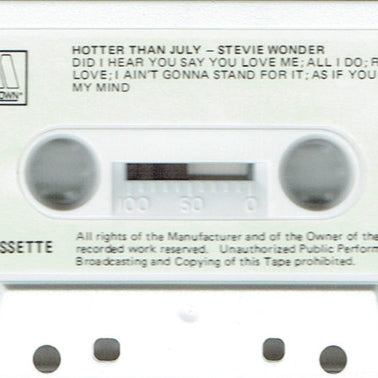 HOTTER THAN JULY – STEVIE WONDER
DID I HEAR YOU SAY YOU LOVE ME; ALL I DO; R
LOVE; I AIN'T GONNA STAND FOR IT; AS IF YOU
MY MIND
OWN
100 50 0
SSETTE
All rights of the Manufacturer and of the Owner of the
recorded work reserved. Unauthorized Public Perform
Broadcasting and Copying of this Tape prohibited.